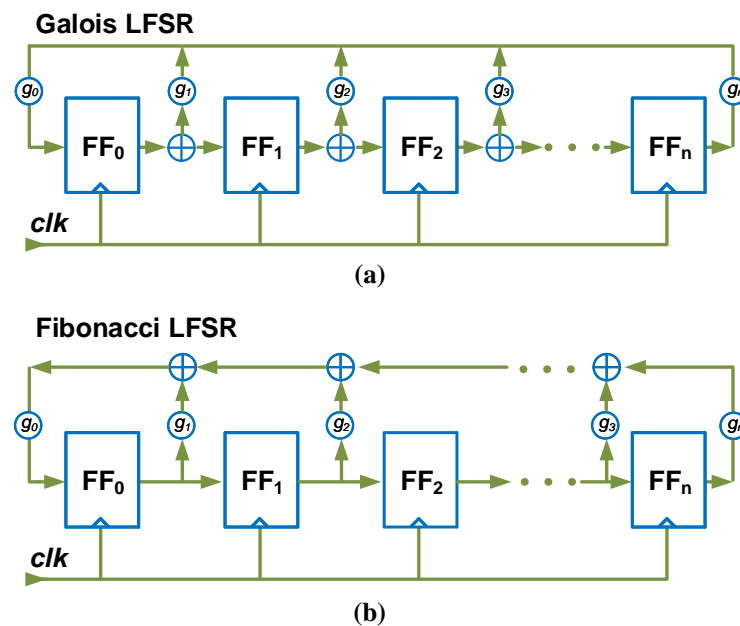 Galois LFSR
g0 g1 g2 g3
FF0 FF1 FF2 FFn
clk
(a)
Fibonacci LFSR
g0 g1 g2 g3
FF0 FF1 FF2 FFn
clk
(b)